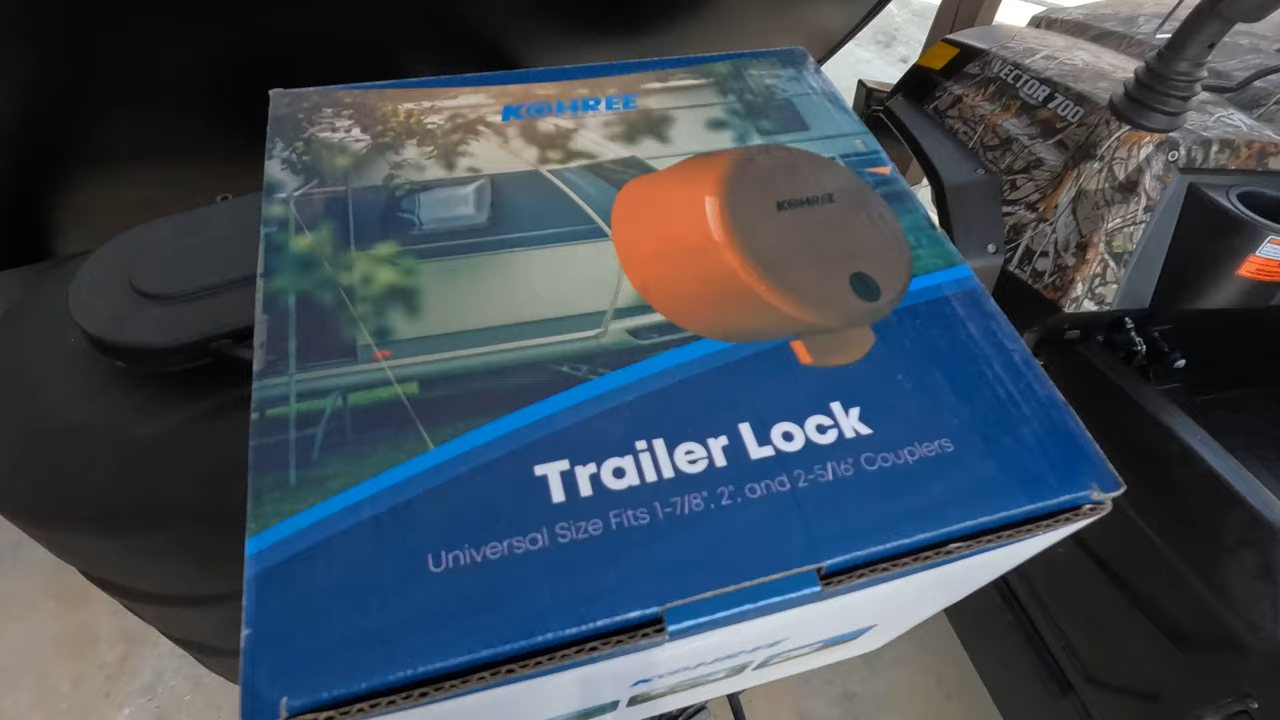 KOHREE
KOHREE
Trailer Lock
Universal Size Fits 1-7/8", 2", and 2-5/16" Couplers
VECTOR 700